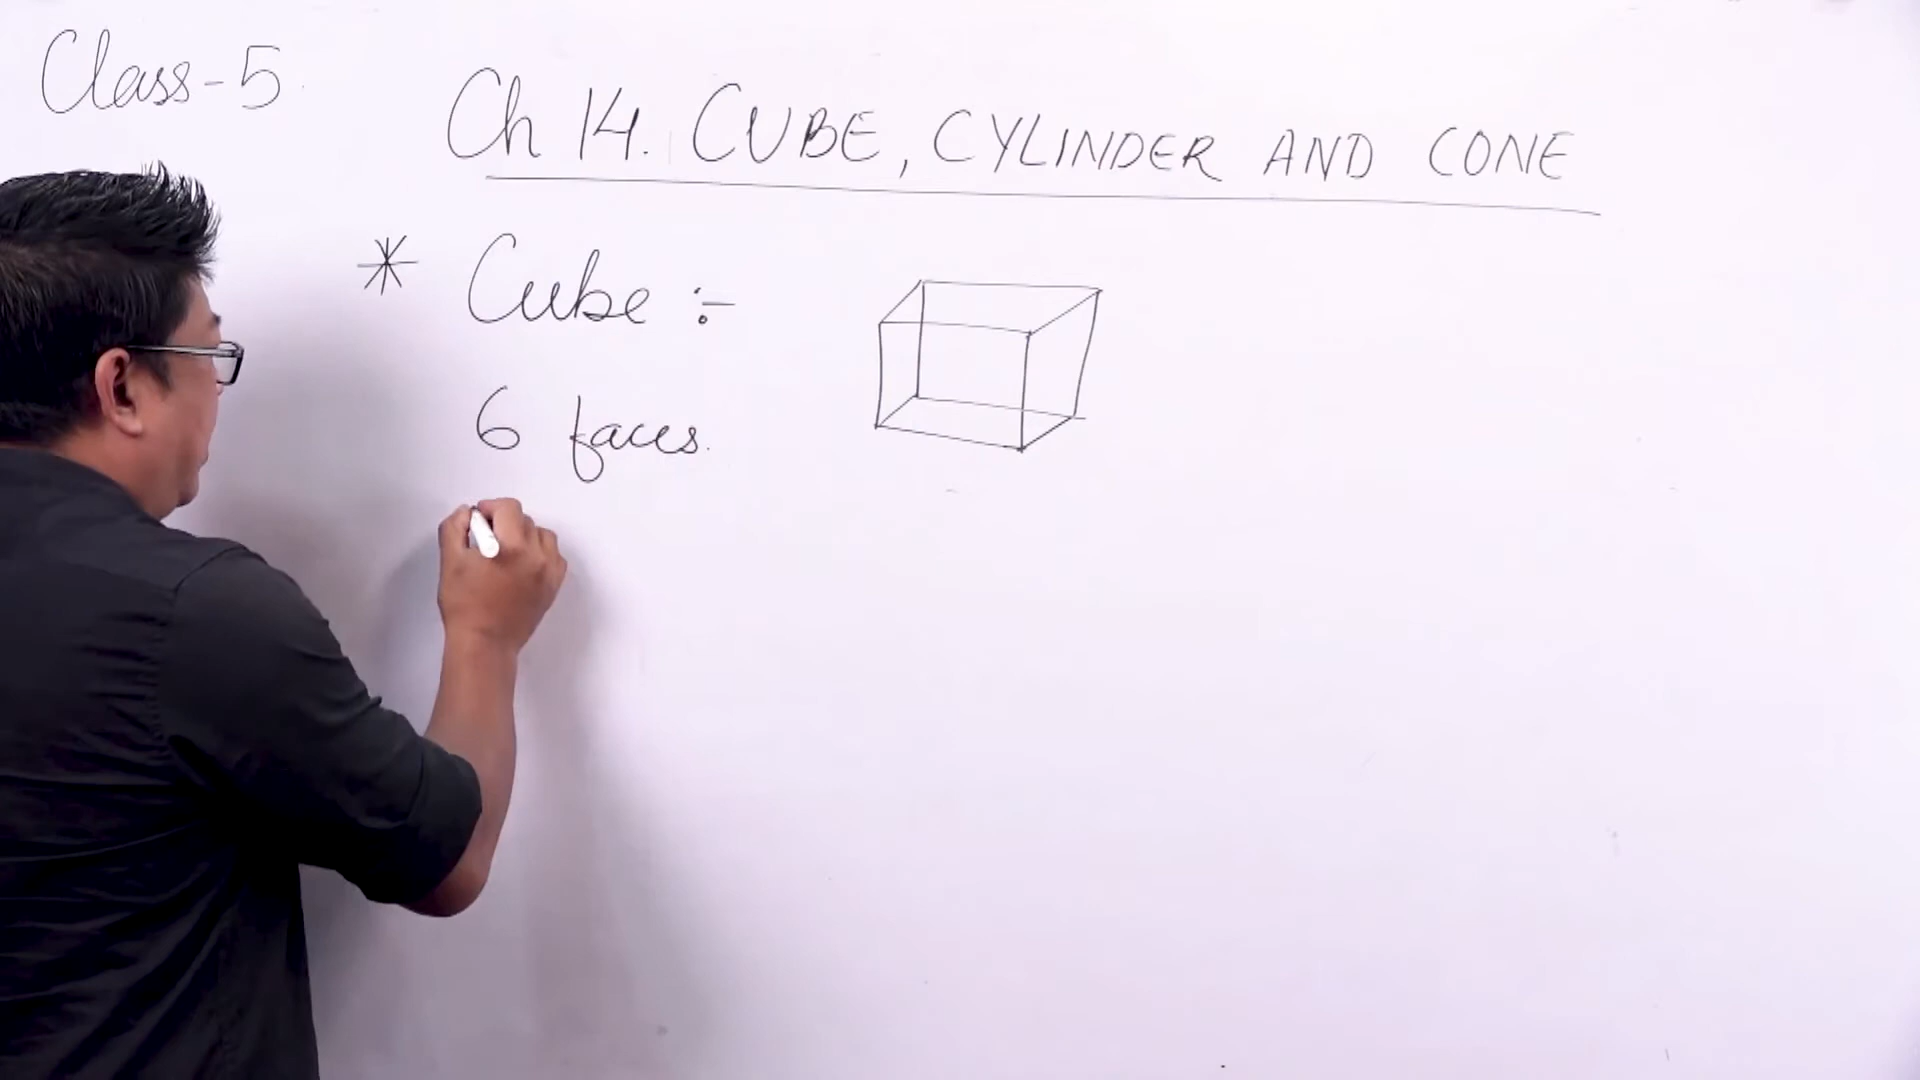 Class-5
Ch 14. CUBE, CYLINDER AND CONE
* Cube :-
6 faces.